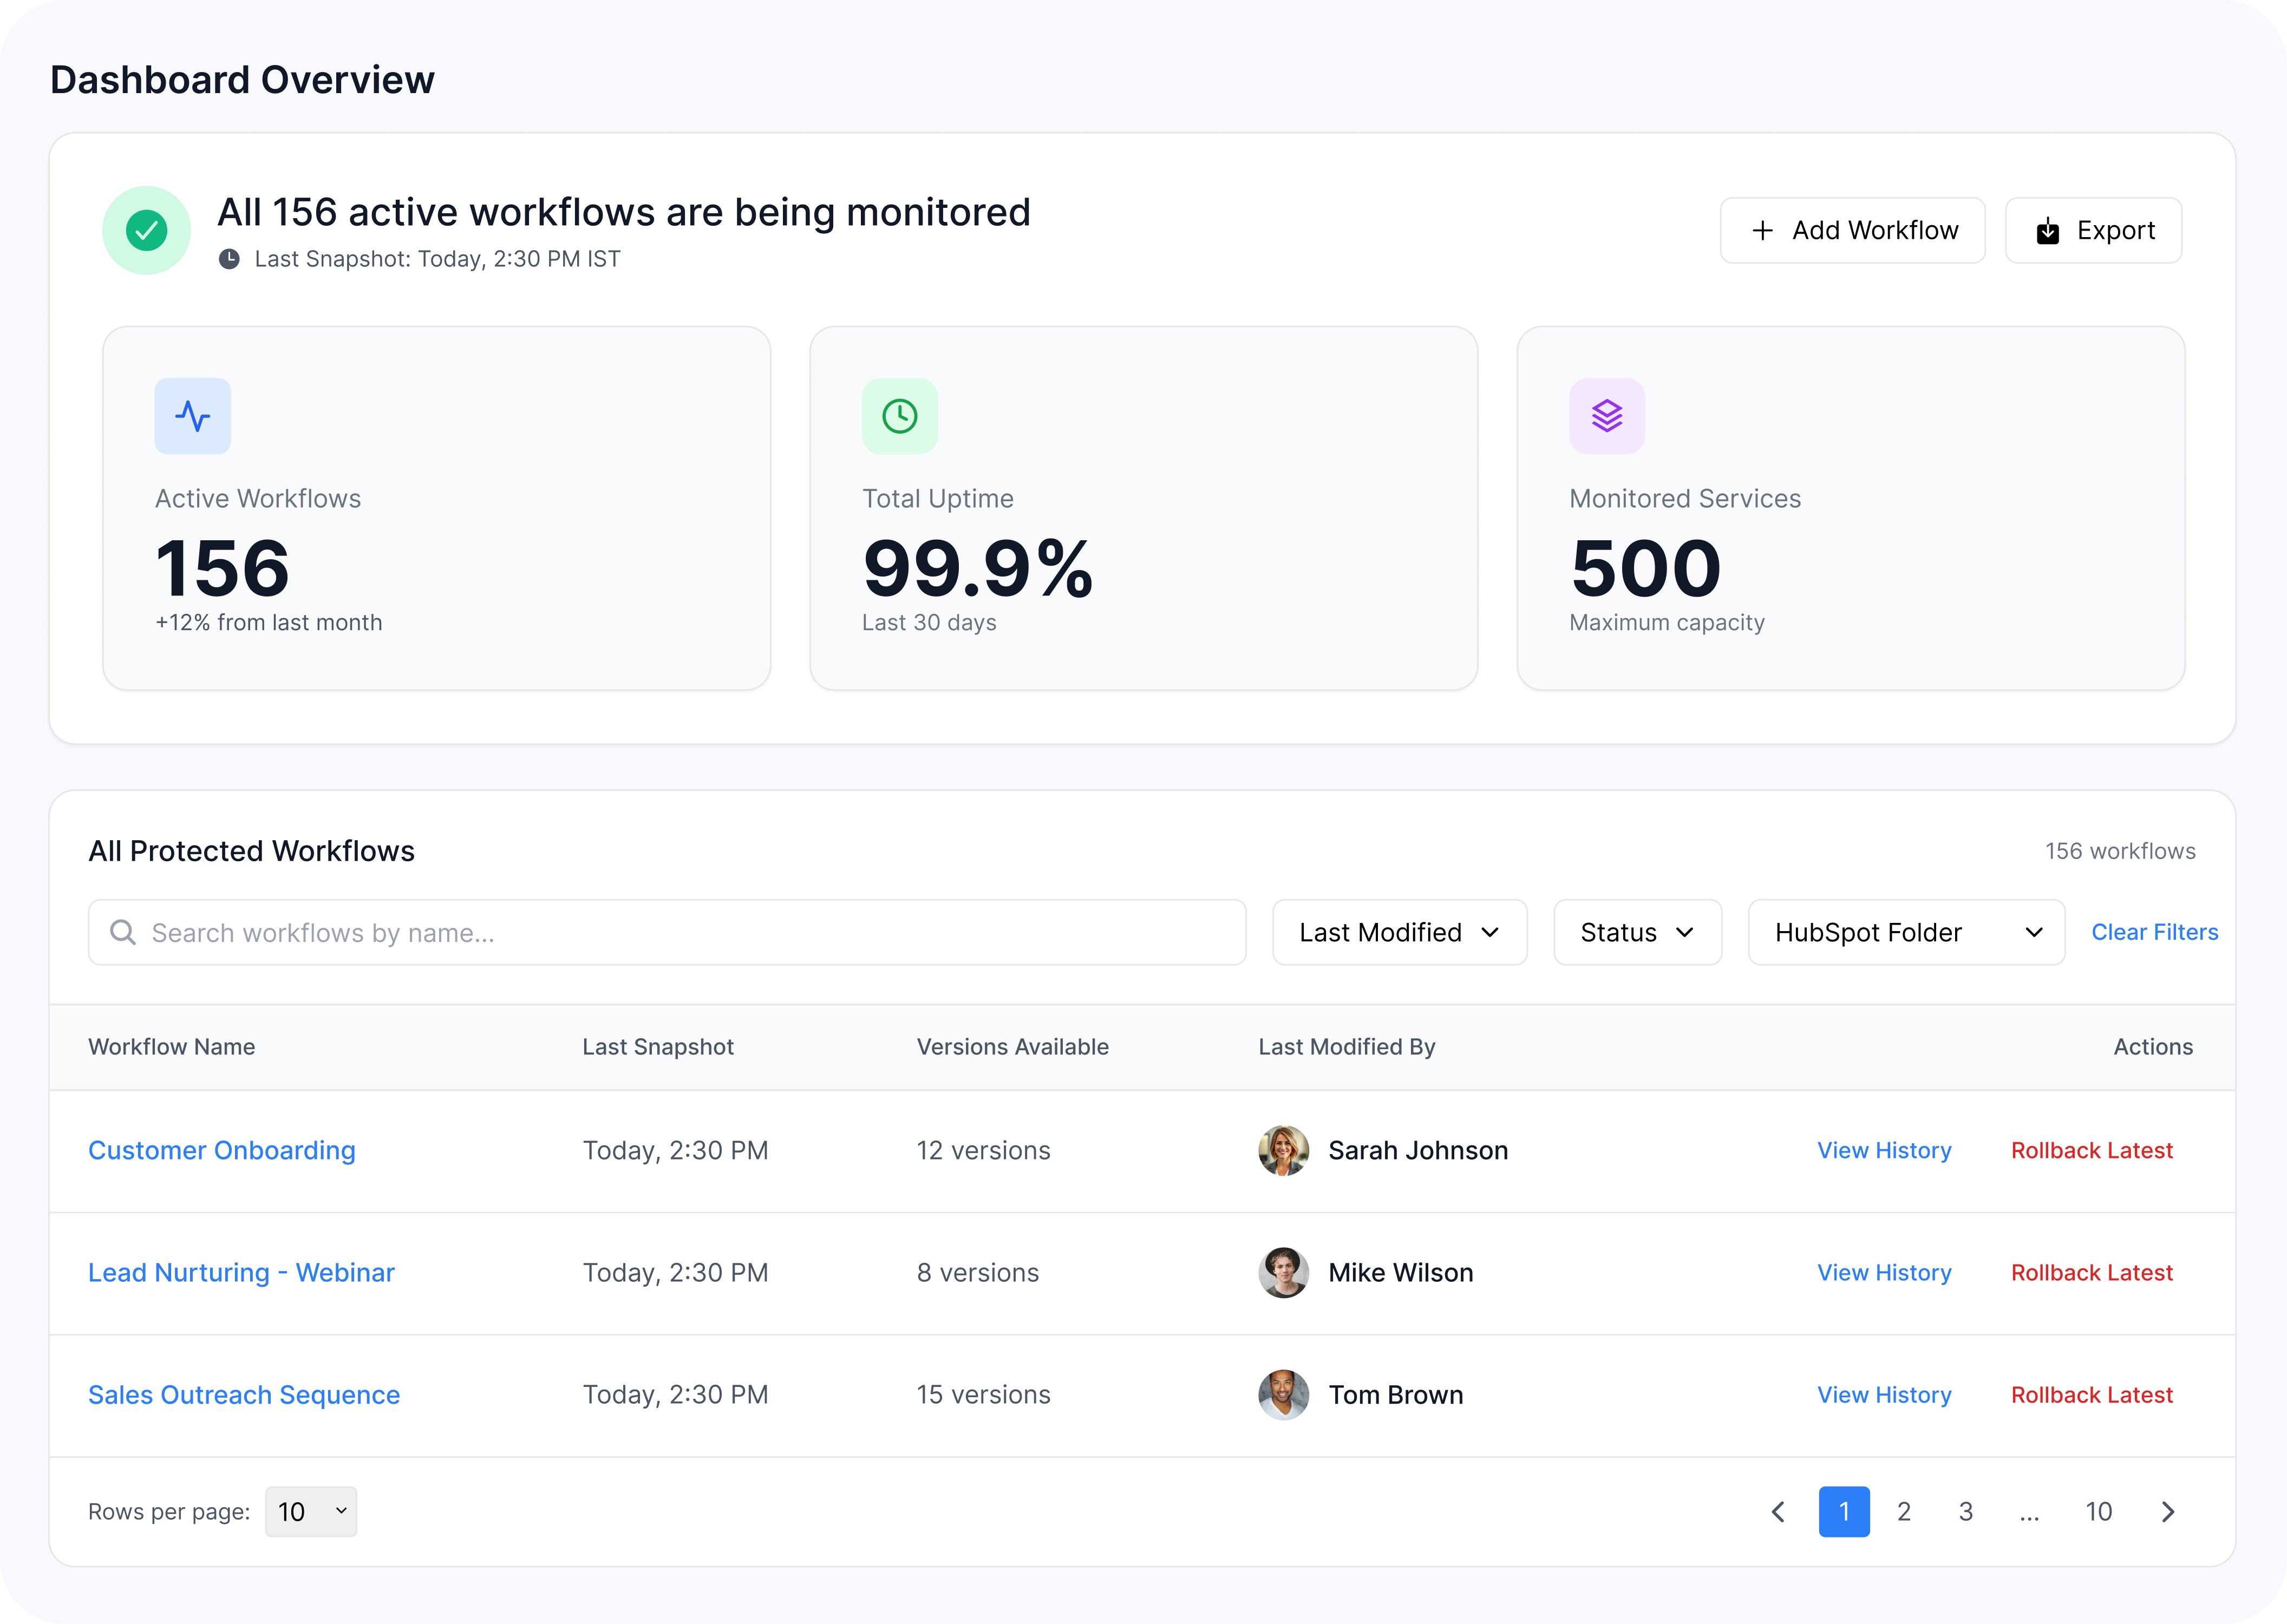 Dashboard Overview
All 156 active workflows are being monitored
Last Snapshot: Today, 2:30 PM IST
Add Workflow
Export
Active Workflows
156
+12% from last month
Total Uptime
99.9%
Last 30 days
Monitored Services
500
Maximum capacity
All Protected Workflows
156 workflows
Search workflows by name...
Last Modified
Status
HubSpot Folder
Clear Filters
Workflow Name Last Snapshot Versions Available Last Modified By Actions
Customer Onboarding Today, 2:30 PM 12 versions Sarah Johnson View History Rollback Latest
Lead Nurturing - Webinar Today, 2:30 PM 8 versions Mike Wilson View History Rollback Latest
Sales Outreach Sequence Today, 2:30 PM 15 versions Tom Brown View History Rollback Latest
Rows per page: 10
1 2 3 ... 10